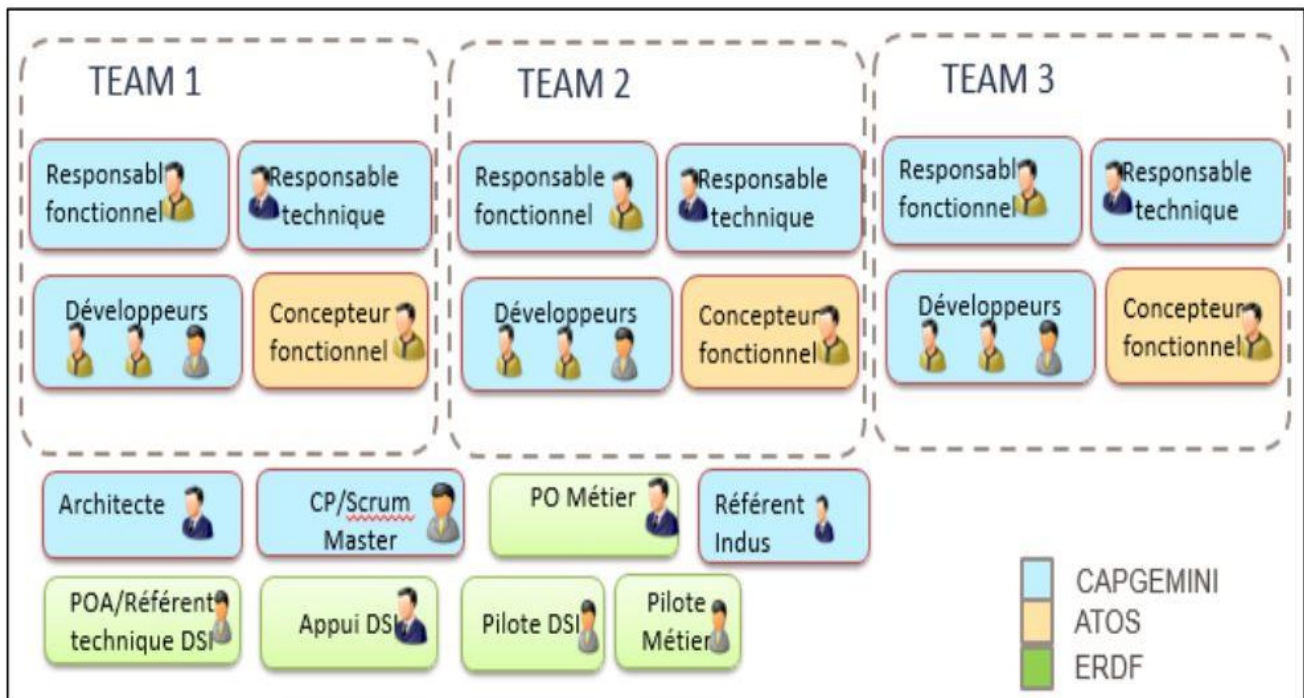 TEAM 1
Responsabl
fonctionnel
Responsable
technique
Développeurs
Concepteur
fonctionnel
TEAM 2
Responsable
fonctionnel
Responsable
technique
Développeurs
Concepteur
fonctionnel
TEAM 3
Responsabl
fonctionnel
Responsable
technique
Développeurs
Concepteur
fonctionnel
Architecte
CP/Scrum
Master
PO Métier
Référent
Indus
POA/Référent
technique DSI
Appui DSI
Pilote DSI
Pilote
Métier
CAPGEMINI
ATOS
ERDF